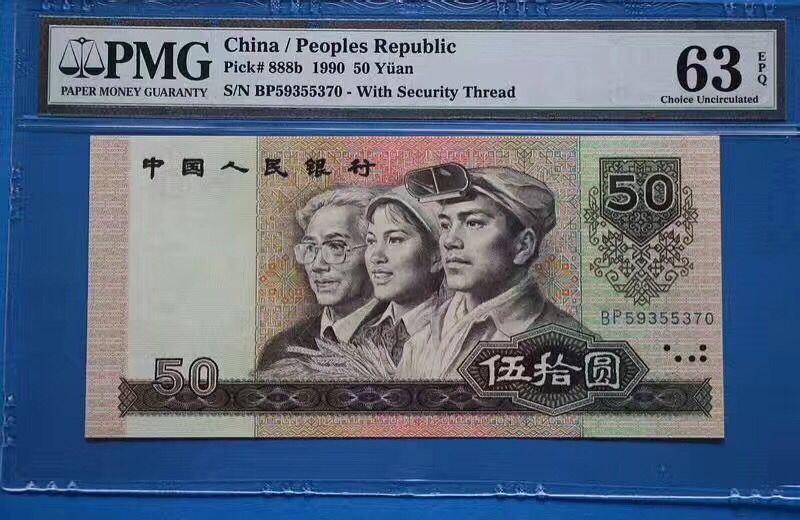 PMG
PAPER MONEY GUARANTY
China / Peoples Republic
Pick# 888b 1990 50 Yüan
S/N BP59355370 - With Security Thread
63 EPQ
Choice Uncirculated
中国人民银行
50
BP59355370
50
伍拾圆